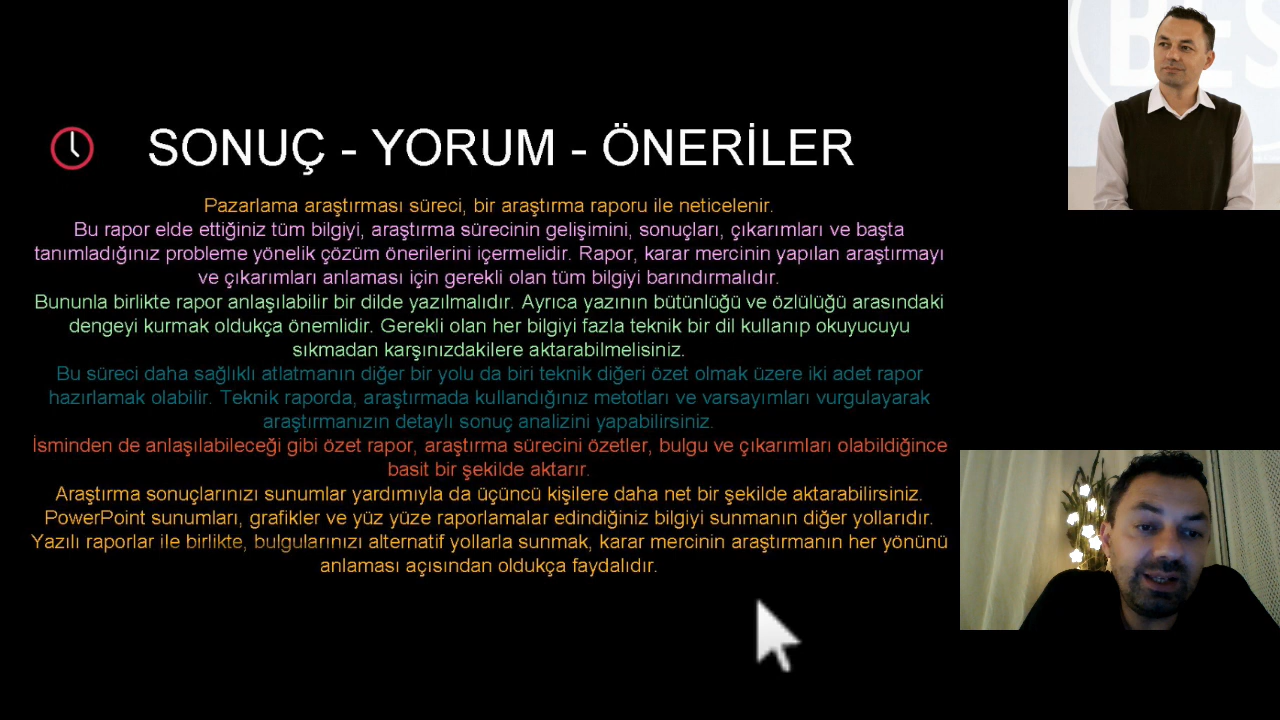 SONUÇ - YORUM - ÖNERİLER
Pazarlama araştırması süreci, bir araştırma raporu ile neticelenir.
Bu rapor elde ettiğiniz tüm bilgiyi, araştırma sürecinin gelişimini, sonuçları, çıkarımları ve başta
tanımladığınız probleme yönelik çözüm önerilerini içermelidir. Rapor, karar mercinin yapılan araştırmayı
ve çıkarımları anlaması için gerekli olan tüm bilgiyi barındırmalıdır.
Bununla birlikte rapor anlaşılabilir bir dilde yazılmalıdır. Ayrıca yazının bütünlüğü ve özlülüğü arasındaki
dengeyi kurmak oldukça önemlidir. Gerekli olan her bilgiyi fazla teknik bir dil kullanıp okuyucuyu
sıkmadan karşınızdakilere aktarabilmelisiniz.
Bu süreci daha sağlıklı atlatmanın diğer bir yolu da biri teknik diğeri özet olmak üzere iki adet rapor
hazırlamak olabilir. Teknik raporda, araştırmada kullandığınız metotları ve varsayımları vurgulayarak
araştırmanızın detaylı sonuç analizini yapabilirsiniz.
İsminden de anlaşılabileceği gibi özet rapor, araştırma sürecini özetler, bulgu ve çıkarımları olabildiğince
basit bir şekilde aktarır.
Araştırma sonuçlarınızı sunumlar yardımıyla da üçüncü kişilere daha net bir şekilde aktarabilirsiniz.
PowerPoint sunumları, grafikler ve yüz yüze raporlamalar edindiğiniz bilgiyi sunmanın diğer yollarıdır.
Yazılı raporlar ile birlikte, bulgularınızı alternatif yollarla sunmak, karar mercinin araştırmanın her yönünü
anlaması açısından oldukça faydalıdır.